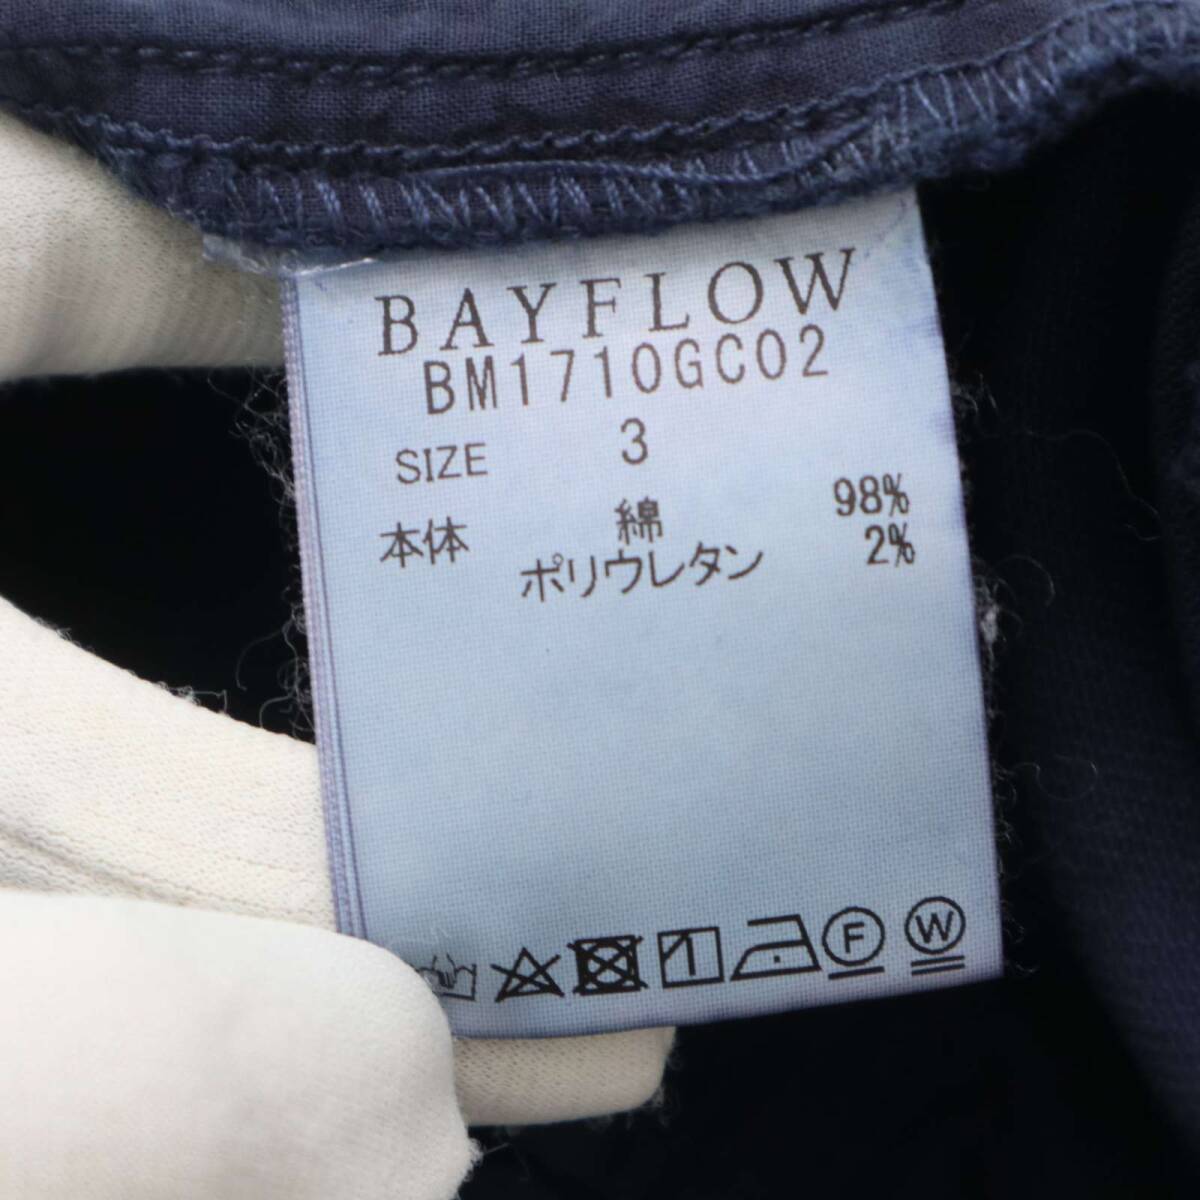 BAYFLOW
BM1710GC02
SIZE 3
本体 綿 98%
ポリウレタン 2%
F W